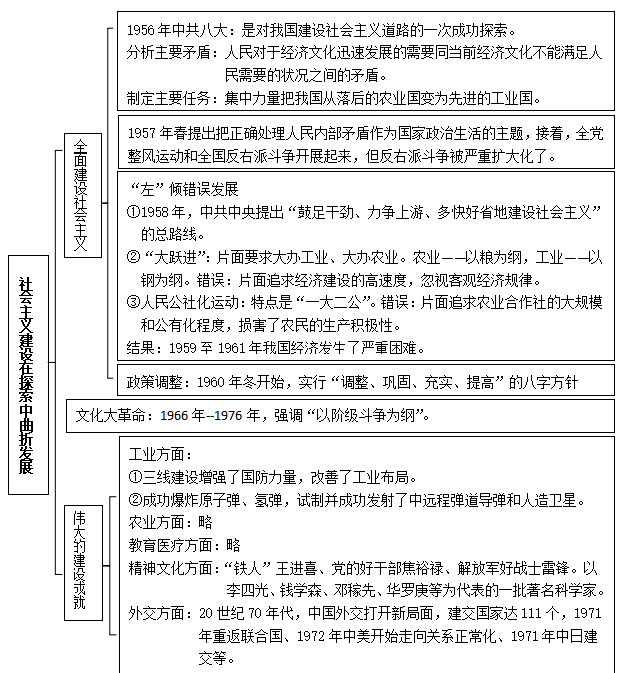 社会主义建设在探索中曲折发展
全面建设社会主义
1956年中共八大：是对我国建设社会主义道路的一次成功探索。
分析主要矛盾：人民对于经济文化迅速发展的需要同当前经济文化不能满足人
民需要的状况之间的矛盾。
制定主要任务：集中力量把我国从落后的农业国变为先进的工业国。
1957年春提出把正确处理人民内部矛盾作为国家政治生活的主题，接着，全党
整风运动和全国反右派斗争开展起来，但反右派斗争被严重扩大化了。
“左”倾错误发展
①1958年，中共中央提出“鼓足干劲、力争上游、多快好省地建设社会主义”
的总路线。
②“大跃进”：片面要求大办工业、大办农业。农业——以粮为纲，工业——以
钢为纲。错误：片面追求经济建设的高速度，忽视客观经济规律。
③人民公社化运动：特点是“一大二公”。错误：片面追求农业合作社的大规模
和公有化程度，损害了农民的生产积极性。
结果：1959至1961年我国经济发生了严重困难。
政策调整：1960年冬开始，实行“调整、巩固、充实、提高”的八字方针
文化大革命：1966年--1976年，强调“以阶级斗争为纲”。
伟大的建设成就
工业方面：
①三线建设增强了国防力量，改善了工业布局。
②成功爆炸原子弹、氢弹，试制并成功发射了中远程弹道导弹和人造卫星。
农业方面：略
教育医疗方面：略
精神文化方面：“铁人”王进喜、党的好干部焦裕禄、解放军好战士雷锋。以
李四光、钱学森、邓稼先、华罗庚等为代表的一批著名科学家。
外交方面：20世纪70年代，中国外交打开新局面，建交国家达111个，1971
年重返联合国、1972年中美开始走向关系正常化、1971年中日建
交等。